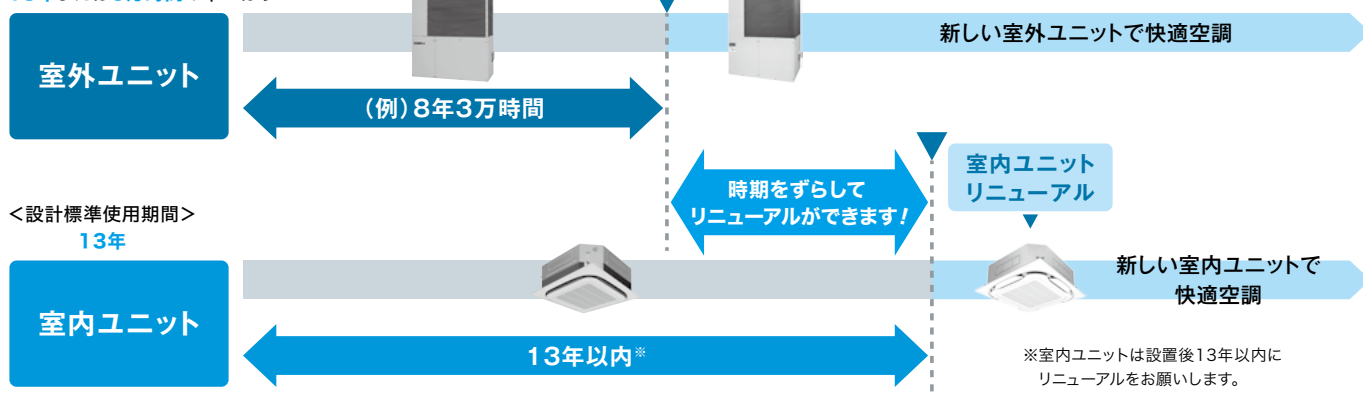 新しい室外ユニットで快適空調
室外ユニット
（例）8年3万時間
室内ユニット
リニューアル
時期をずらして
リニューアルができます!
＜設計標準使用期間＞
13年
新しい室内ユニットで
快適空調
室内ユニット
13年以内※
※室内ユニットは設置後13年以内に
リニューアルをお願いします。